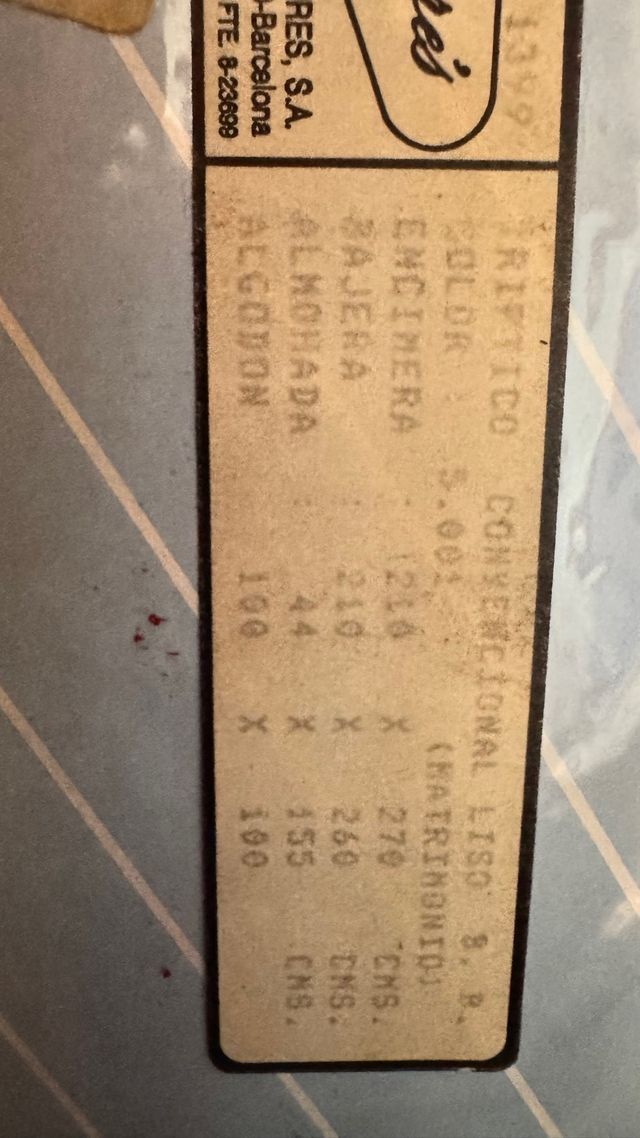 RES, S.A.
-Barcelona
FTE. 8-23698
TRIPTICO CONVENCIONAL LISO B, P,
COLOR : 5.001
(MATRIMONIO)
ENCIMERA : 210 X 270 CMS.
BAJERA : 210 X 260 CMS.
ALMOHADA : 44 X 155 CMS.
ALGODON 100 X 100